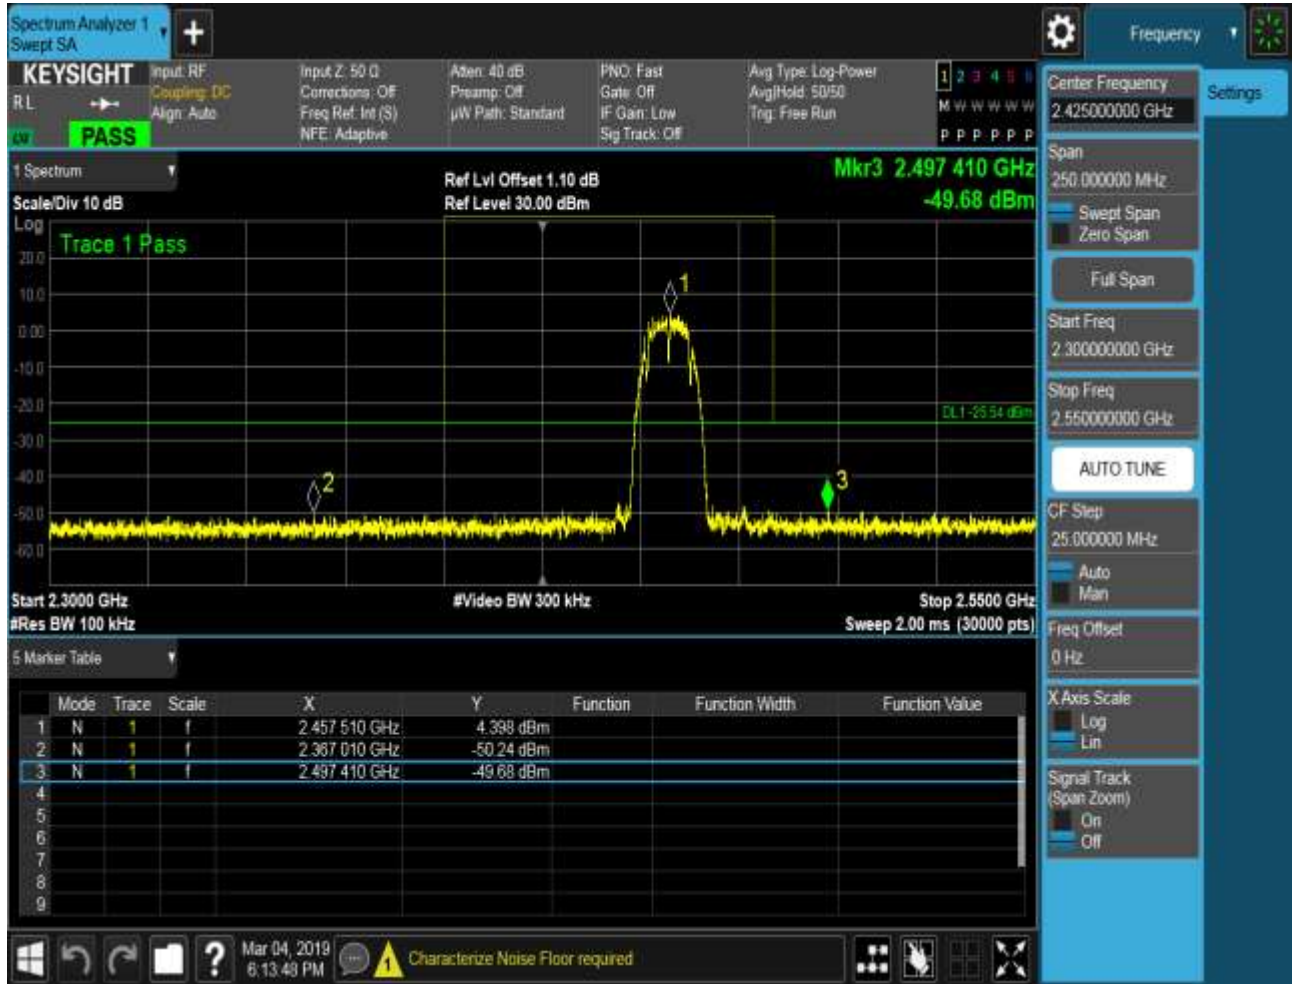 Spectrum Analyzer 1
Swept SA
Frequency
KEYSIGHT
RL
PASS
Input: RF
Coupling: DC
Align: Auto
Input Z: 50 Ω
Corrections: Off
Freq Ref: Int (S)
NFE: Adaptive
Atten: 40 dB
Preamp: Off
µW Path: Standard
PNO: Fast
Gate: Off
IF Gain: Low
Sig Track: Off
Avg Type: Log-Power
Avg|Hold: 50/50
Trig: Free Run
1 2 3 4 5 6
M W W W W W
P P P P P P
1 Spectrum
Scale/Div 10 dB
Ref Lvl Offset 1.10 dB
Ref Level 30.00 dBm
Mkr3 2.497 410 GHz
-49.68 dBm
Log
Trace 1 Pass
20.0
10.0
0.00
-10.0
-20.0
-30.0
-40.0
-50.0
-60.0
1
2
3
DL1 -25.54 dBm
Start 2.3000 GHz
#Res BW 100 kHz
#Video BW 300 kHz
Stop 2.5500 GHz
Sweep 2.00 ms (30000 pts)
5 Marker Table
Mode Trace Scale X Y Function Function Width Function Value
1 N 1 f 2.457 510 GHz 4.398 dBm
2 N 1 f 2.367 010 GHz -50.24 dBm
3 N 1 f 2.497 410 GHz -49.68 dBm
4
5
6
7
8
9
Mar 04, 2019
6:13:48 PM
1
Characterize Noise Floor required
Center Frequency
2.425000000 GHz
Settings
Span
250.000000 MHz
Swept Span
Zero Span
Full Span
Start Freq
2.300000000 GHz
Stop Freq
2.550000000 GHz
AUTO TUNE
CF Step
25.000000 MHz
Auto
Man
Freq Offset
0 Hz
X Axis Scale
Log
Lin
Signal Track
(Span Zoom)
On
Off